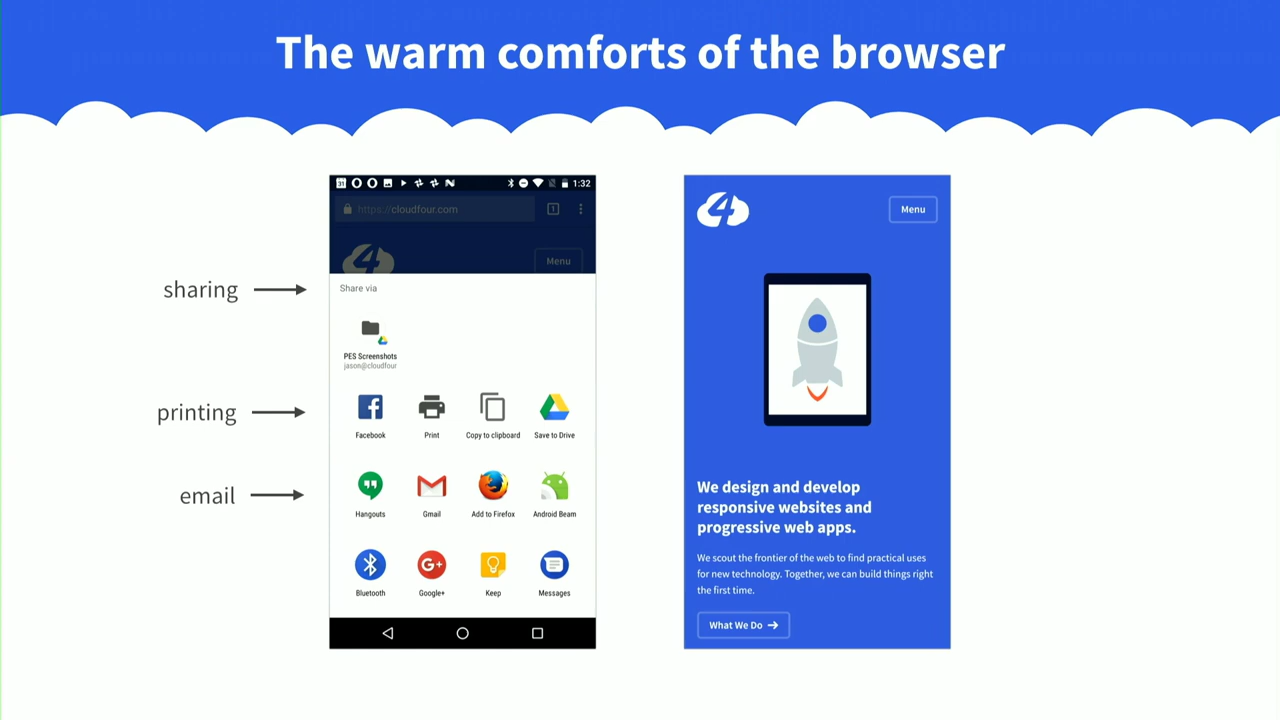 The warm comforts of the browser
sharing
printing
email
31
1:32
https://cloudfour.com
1
4
Menu
Share via
PES Screenshots
jason@cloudfour
Facebook
Print
Copy to clipboard
Save to Drive
Hangouts
Gmail
Add to Firefox
Android Beam
G+
Bluetooth
Google+
Keep
Messages
4
Menu
We design and develop
responsive websites and
progressive web apps.
We scout the frontier of the web to find practical uses
for new technology. Together, we can build things right
the first time.
What We Do →